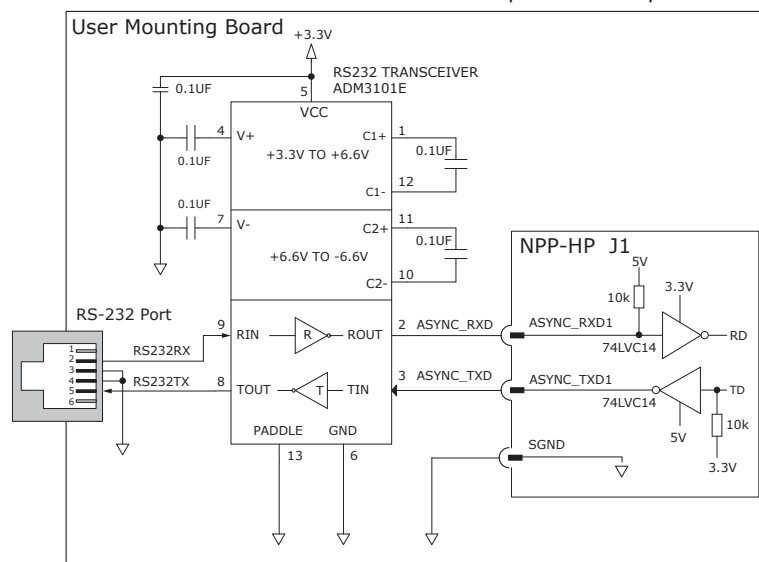 User Mounting Board
+3.3V
0.1UF
5
RS232 TRANSCEIVER
ADM3101E
VCC
4
V+
0.1UF
+3.3V TO +6.6V
C1+
1
0.1UF
C1-
12
0.1UF
7
V-
+6.6V TO -6.6V
C2+
11
0.1UF
C2-
10
NPP-HP J1
5V
10k
3.3V
RS-232 Port
1
2
3
4
5
6
RS232RX
9
RIN
R
ROUT
2
ASYNC_RXD
ASYNC_RXD1
74LVC14
RD
RS232TX
8
TOUT
T
TIN
3
ASYNC_TXD
ASYNC_TXD1
74LVC14
TD
5V
10k
3.3V
PADDLE
GND
13
6
SGND